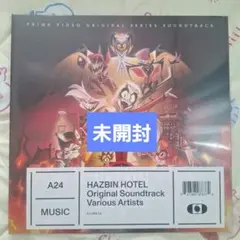 PRIME VIDEO ORIGINAL SERIES SOUNDTRACK
未開封
A24
MUSIC
HAZBIN HOTEL
Original Soundtrack
Various Artists